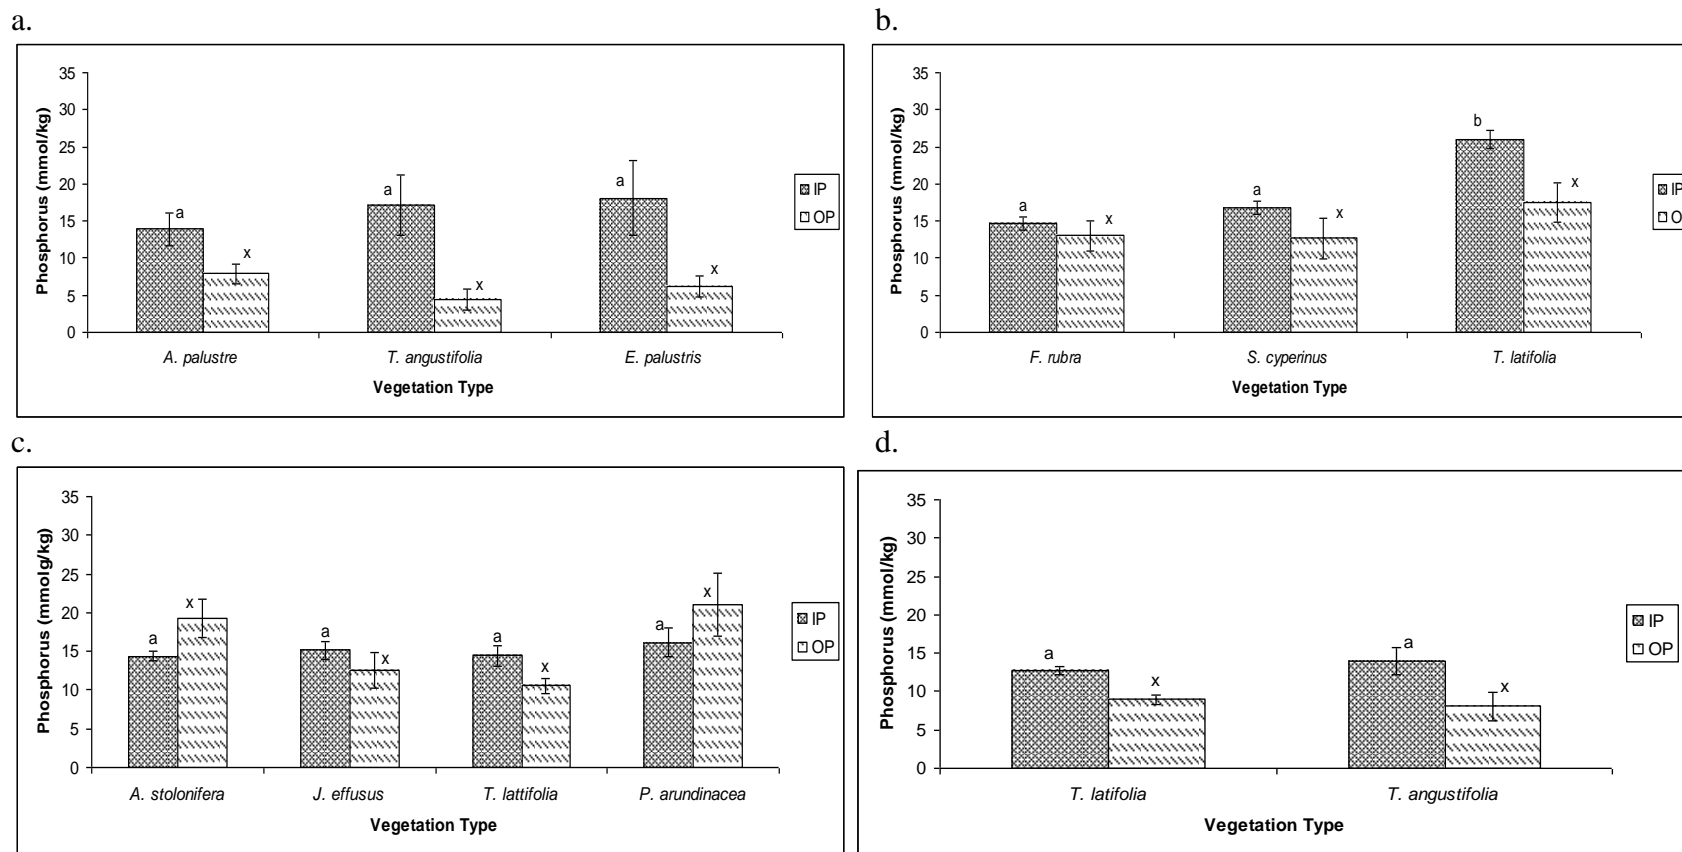 a.
35
30
25
20
15
10
5
0
Phosphorus (mmol/kg)
a
x
a
x
a
x
A. palustre
T. angustifolia
E. palustris
Vegetation Type
IP
OP
b.
35
30
25
20
15
10
5
0
Phosphorus (mmol/kg)
a
x
a
x
b
x
F. rubra
S. cyperinus
T. latifolia
Vegetation Type
IP
O
c.
35
30
25
20
15
10
5
0
Phosphorus (mmolg/kg)
a
x
a
x
a
x
a
x
A. stolonifera
J. effusus
T. lattifolia
P. arundinacea
Vegetation Type
IP
OP
d.
35
30
25
20
15
10
5
0
Phosphorus (mmol/kg)
a
x
a
x
T. latifolia
T. angustifolia
Vegetation Type
IP
OP